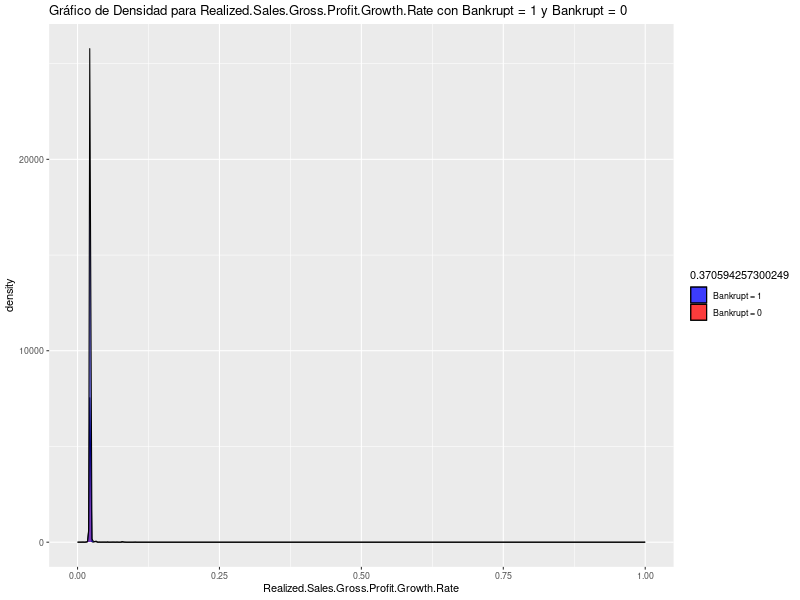 Gráfico de Densidad para Realized.Sales.Gross.Profit.Growth.Rate con Bankrupt = 1 y Bankrupt = 0
20000
10000
0
density
0.00 0.25 0.50 0.75 1.00
Realized.Sales.Gross.Profit.Growth.Rate
0.370594257300249
Bankrupt = 1
Bankrupt = 0